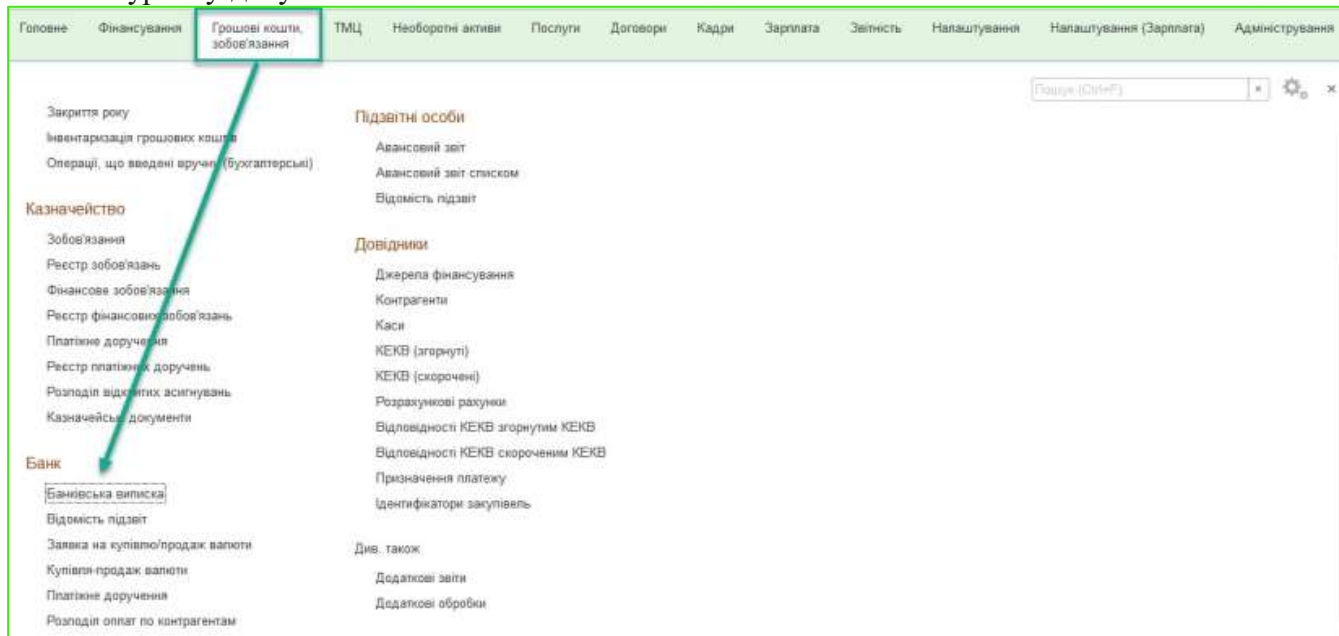 Головне Фінансування Грошові кошти, зобов'язання ТМЦ Необоротні активи Послуги Договори Кадри Зарплата Звітність Налаштування Налаштування (Зарплата) Адміністрування
Пошук (Ctrl+F)
Закриття року
Інвентаризація грошових коштів
Операції, що введені вручну (бухгалтерські)
Казначейство
Зобов'язання
Реєстр зобов'язань
Фінансове зобов'язання
Реєстр фінансових зобов'язань
Платіжне доручення
Реєстр платіжних доручень
Розподіл відкритих асигнувань
Казначейські документи
Банк
Банківська виписка
Відомість підзвіт
Заявка на купівлю/продаж валюти
Купівля-продаж валюти
Платіжне доручення
Розподіл оплат по контрагентам
Підзвітні особи
Авансовий звіт
Авансовий звіт списком
Відомість підзвіт
Довідники
Джерела фінансування
Контрагенти
Каси
КЕКВ (згорнуті)
КЕКВ (скорочені)
Розрахункові рахунки
Відповідності КЕКВ згорнутим КЕКВ
Відповідності КЕКВ скороченим КЕКВ
Призначення платежу
Ідентифікатори закупівель
Див. також
Додаткові звіти
Додаткові обробки